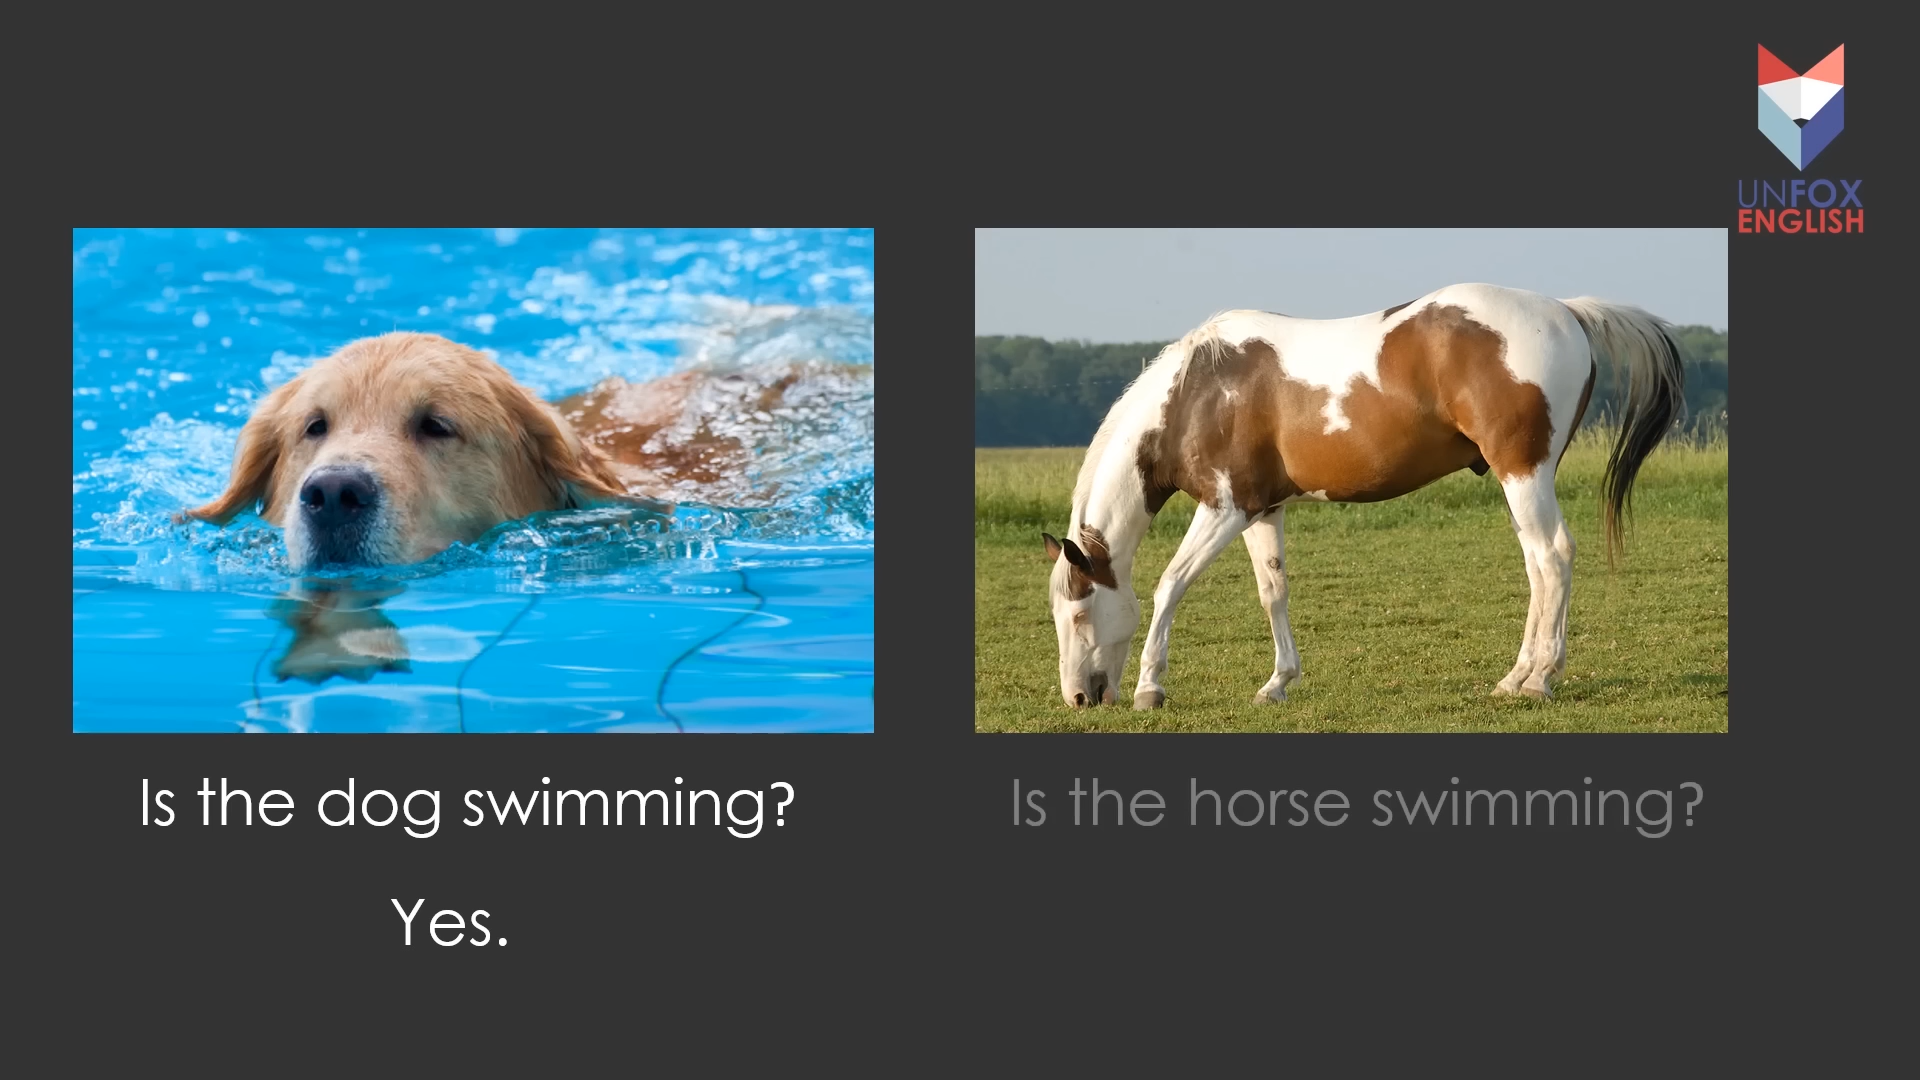 UNFOX
ENGLISH
Is the dog swimming?
Is the horse swimming?
Yes.